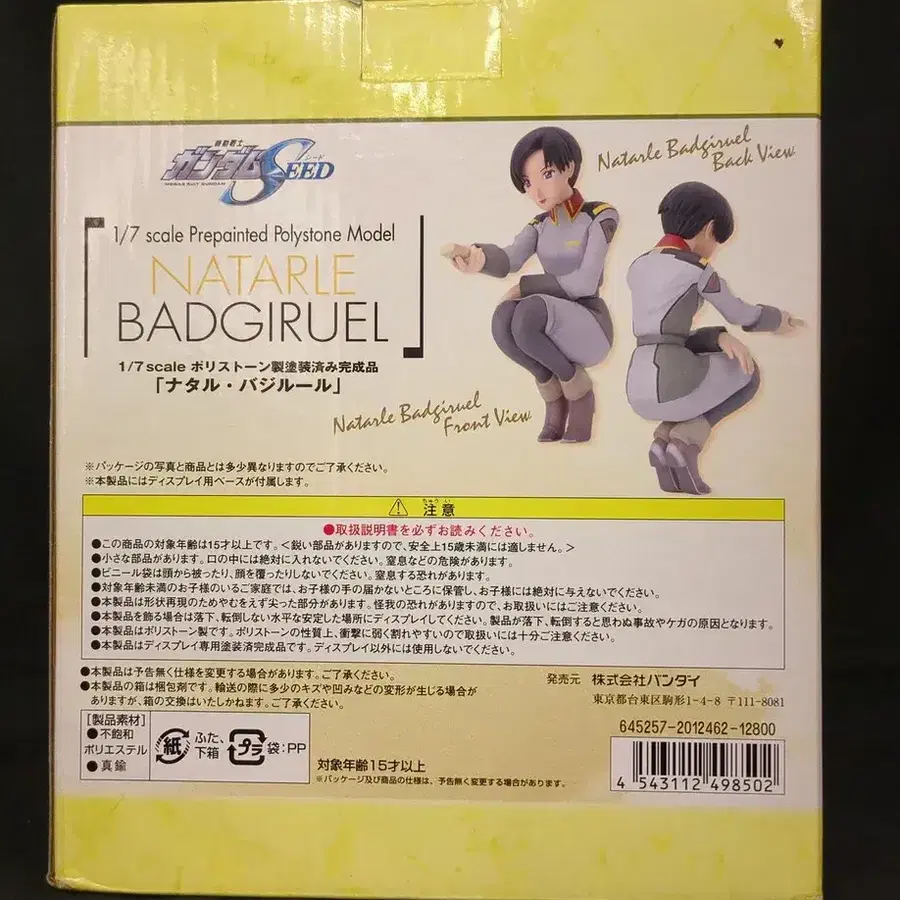 機動戦士
ガンダムSEED
シード
MOBILE SUIT GUNDAM
1/7 scale Prepainted Polystone Model
NATARLE
BADGIRUEL
1/7 scale ポリストーン製塗装済み完成品
「ナタル・バジルール」
Natarle Badgiruel
Back View
Natarle Badgiruel
Front View
※パッケージの写真と商品とは多少異なりますのでご了承ください。
※本製品にはディスプレイ用ベースが付属します。
ちゅうい
注意
●取扱説明書を必ずお読みください。
●この商品の対象年齢は15才以上です。＜鋭い部品がありますので、安全上15歳未満には適しません。＞
●小さな部品があります。口の中には絶対に入れないでください。窒息などの危険があります。
●ビニール袋は頭から被ったり、顔を覆ったりしないでください。窒息する恐れがあります。
●対象年齢未満のお子様のいるご家庭では、お子様の手の届かないところに保管し、お子様には絶対に与えないでください。
●本製品は形状再現のためやむをえず尖った部分があります。怪我の恐れがありますので、お取扱いにはご注意ください。
●本製品を飾る場合は落下、転倒しない水平な安定した場所にディスプレイしてください。製品が落下、転倒すると思わぬ事故やケガの原因となります。
●本製品はポリストーン製です。ポリストーンの性質上、衝撃に弱く割れやすいので取扱いには十分ご注意ください。
●本製品はディスプレイ専用塗装済完成品です。ディスプレイ以外には使用しないでください。
●本製品は予告無く仕様を変更する場合があります。ご了承ください。
●本製品の箱は梱包剤です。輸送の際に多少のキズや凹みなどの変形が生じる場合が
ありますが、箱の交換はいたしかねます。ご了承ください。
発売元 株式会社バンダイ
東京都台東区駒形1-4-8 〒111-8081
645257-2012462-12800
[製品素材]
●不飽和
ポリエステル
●真鍮
紙 ふた、
下箱
プラ 袋:PP
対象年齢15才以上
※パッケージ及び商品の仕様は、予告無く変更する場合があります。
4 543112 498502